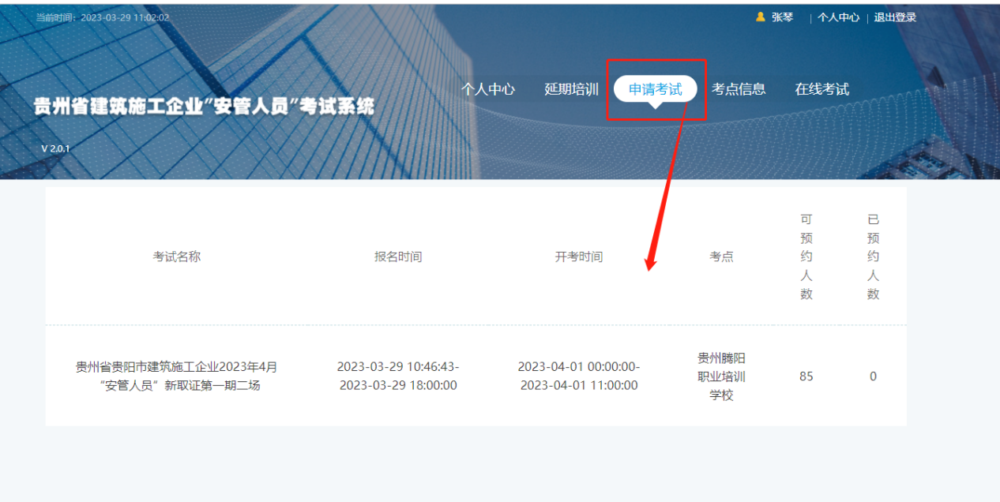 当前时间：2023-03-29 11:02:02
张琴 | 个人中心 | 退出登录
个人中心 延期培训 申请考试 考点信息 在线考试
贵州省建筑施工企业"安管人员"考试系统
V 2.0.1
考试名称
报名时间
开考时间
考点
可预约人数
已预约人数
贵州省贵阳市建筑施工企业2023年4月
“安管人员”新取证第一期二场
2023-03-29 10:46:43-
2023-03-29 18:00:00
2023-04-01 00:00:00-
2023-04-01 11:00:00
贵州腾阳
职业培训
学校
85
0